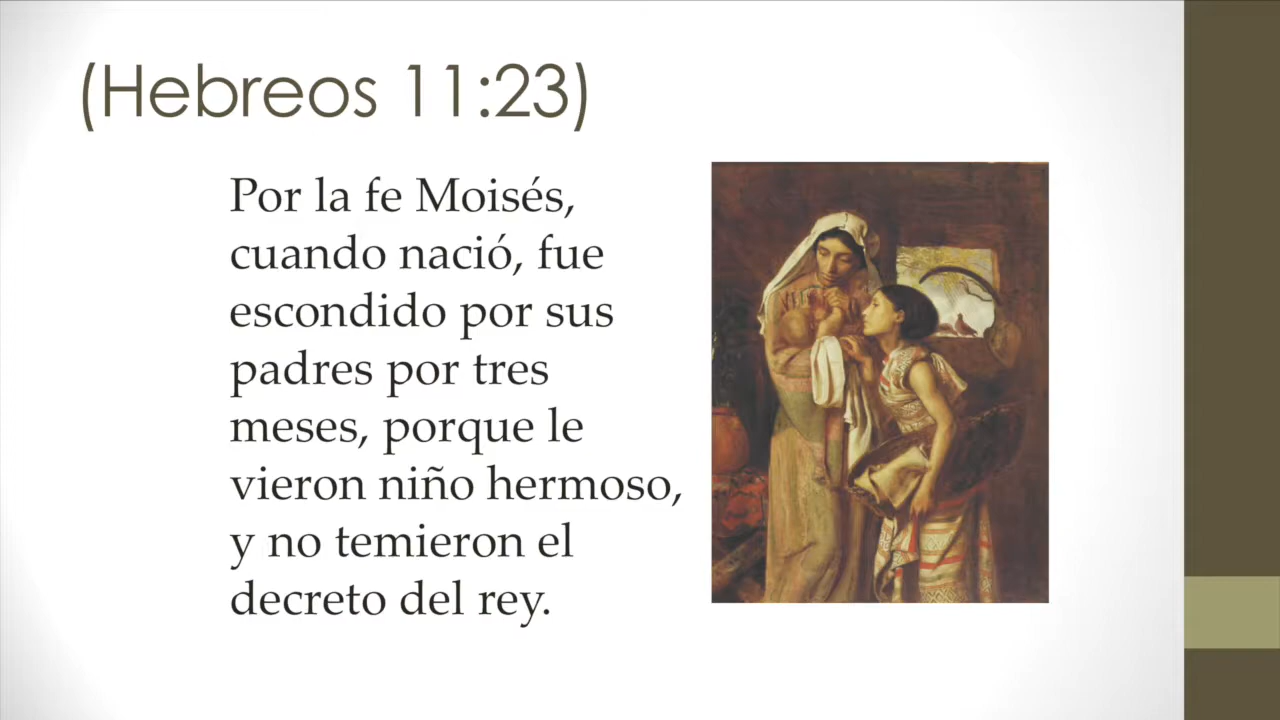 (Hebreos 11:23)
Por la fe Moisés,
cuando nació, fue
escondido por sus
padres por tres
meses, porque le
vieron niño hermoso,
y no temieron el
decreto del rey.